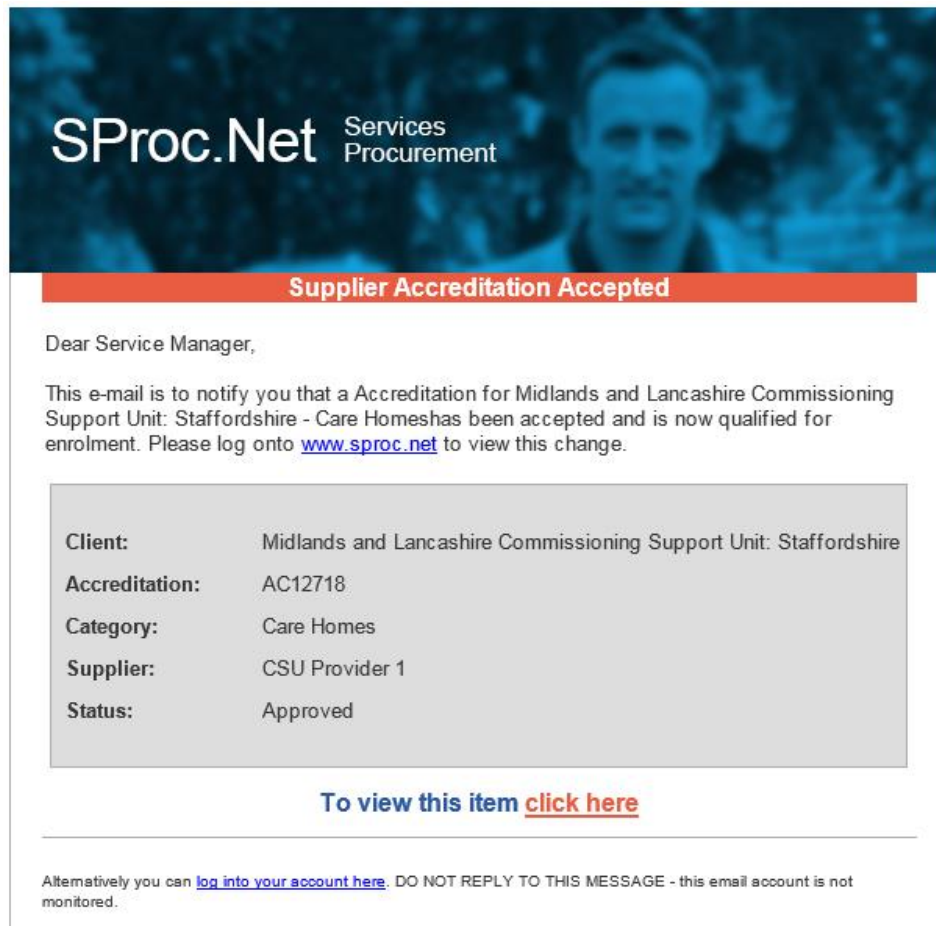 SProc.Net Services
Procurement
Supplier Accreditation Accepted
Dear Service Manager,
This e-mail is to notify you that a Accreditation for Midlands and Lancashire Commissioning
Support Unit: Staffordshire - Care Homeshas been accepted and is now qualified for
enrolment. Please log onto www.sproc.net to view this change.
Client: Midlands and Lancashire Commissioning Support Unit: Staffordshire
Accreditation: AC12718
Category: Care Homes
Supplier: CSU Provider 1
Status: Approved
To view this item click here
Alternatively you can log into your account here. DO NOT REPLY TO THIS MESSAGE - this email account is not
monitored.